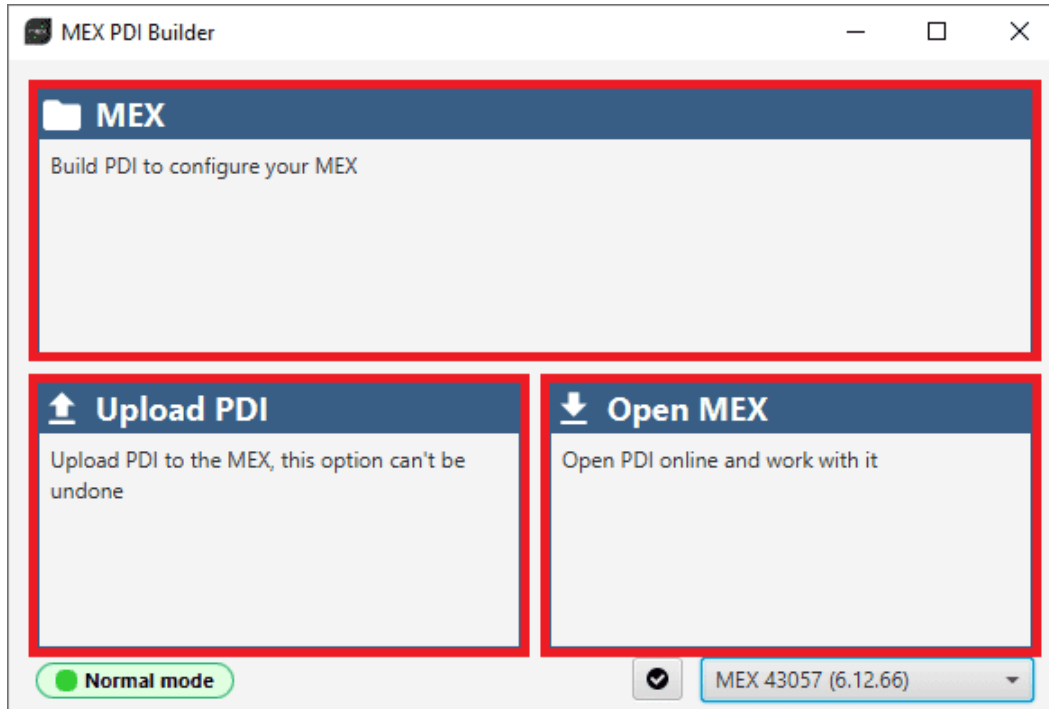 MEX PDI Builder
MEX
Build PDI to configure your MEX
Upload PDI
Upload PDI to the MEX, this option can't be
undone
Open MEX
Open PDI online and work with it
Normal mode
MEX 43057 (6.12.66)